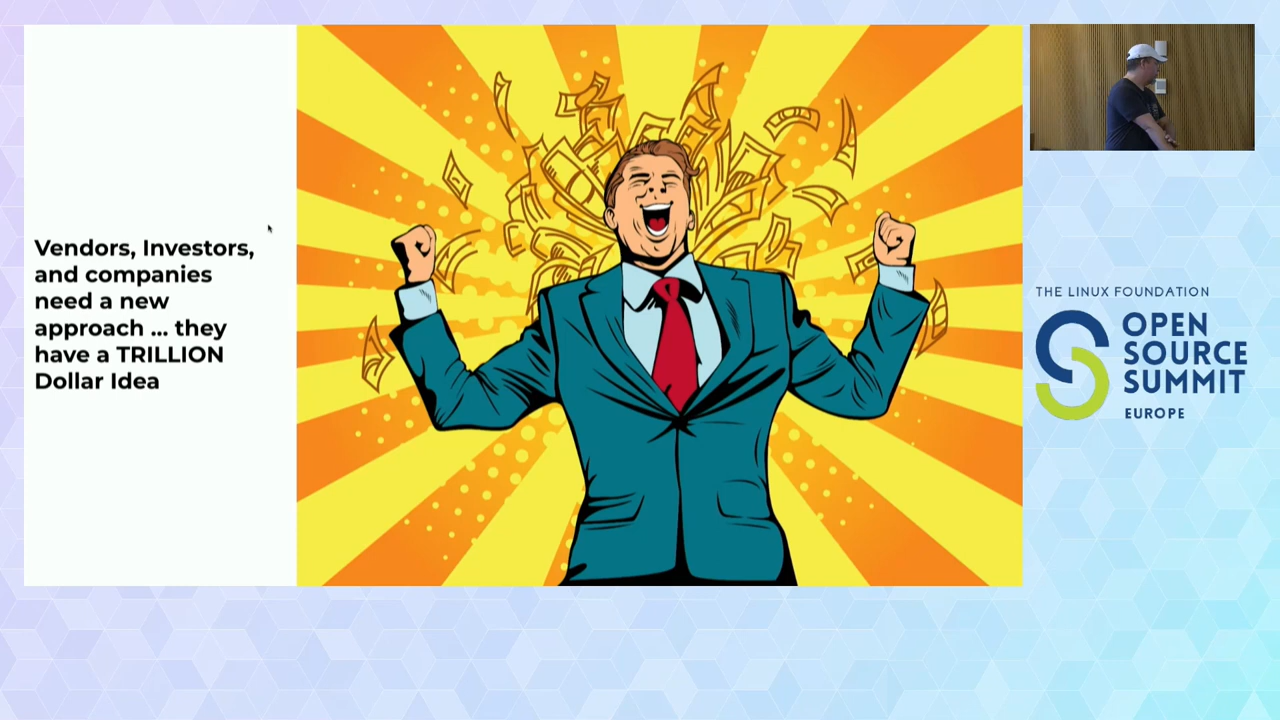 Vendors, Investors,
and companies
need a new
approach ... they
have a TRILLION
Dollar Idea
THE LINUX FOUNDATION
OPEN
SOURCE
SUMMIT
EUROPE